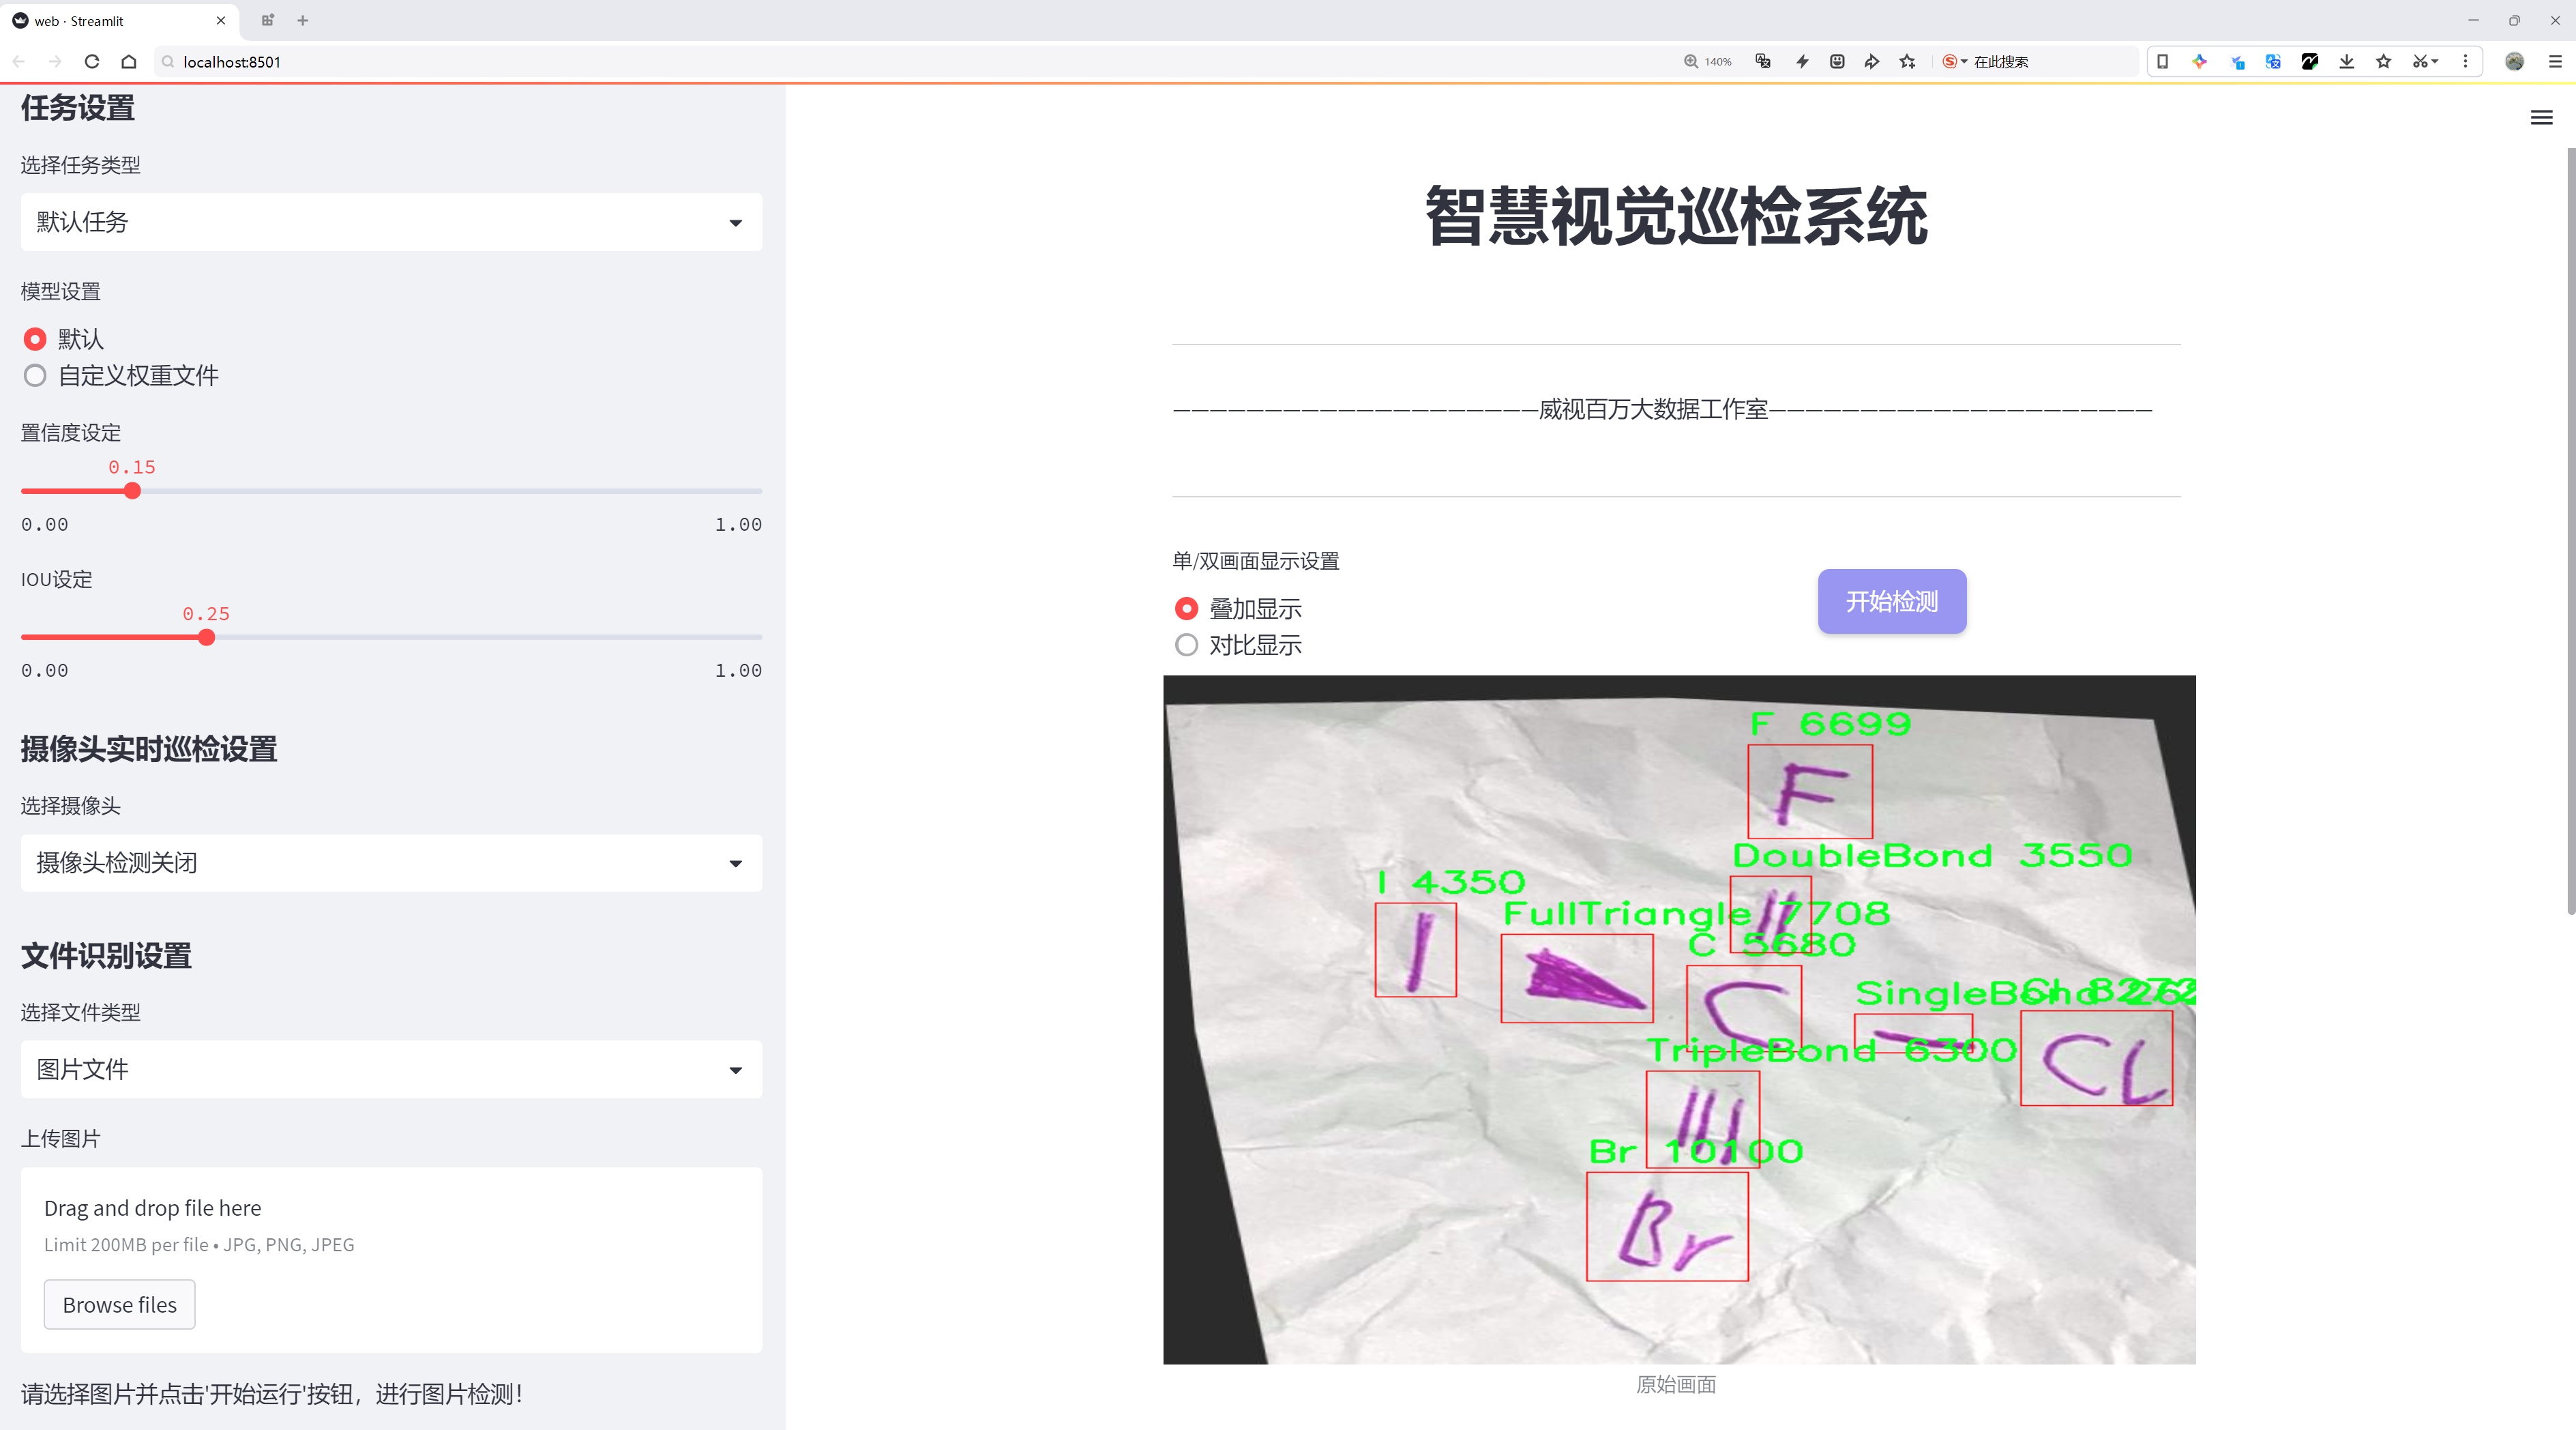 web · Streamlit
localhost:8501
140%
在此搜索
任务设置
选择任务类型
默认任务
模型设置
默认
自定义权重文件
置信度设定
0.15
0.00 1.00
IOU设定
0.25
0.00 1.00
摄像头实时巡检设置
选择摄像头
摄像头检测关闭
文件识别设置
选择文件类型
图片文件
上传图片
Drag and drop file here
Limit 200MB per file • JPG, PNG, JPEG
Browse files
请选择图片并点击'开始运行'按钮，进行图片检测！
智慧视觉巡检系统
————————————————————威视百万大数据工作室—————————————————————
单/双画面显示设置
叠加显示
对比显示
开始检测
F 6699
F
DoubleBond 3550
I 4350
FullTriangle 7708
C 5680
I
C
SingleBond
TripleBond 6300
CL
Br 10100
Br
原始画面